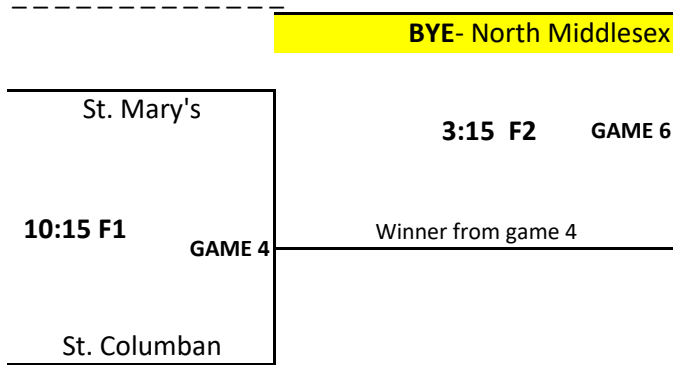 BYE- North Middlesex
St. Mary's
3:15 F2 GAME 6
10:15 F1
GAME 4
Winner from game 4
St. Columban